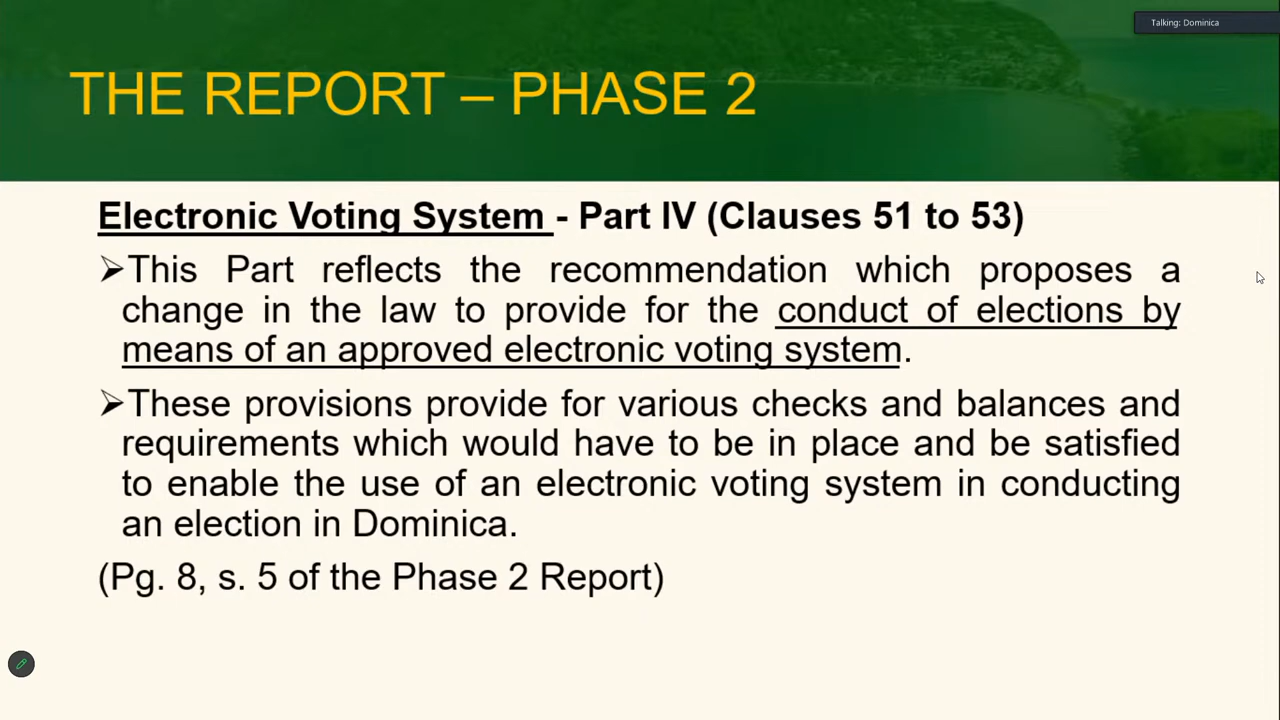 Talking: Dominica
THE REPORT – PHASE 2
Electronic Voting System - Part IV (Clauses 51 to 53)
➢This Part reflects the recommendation which proposes a
change in the law to provide for the conduct of elections by
means of an approved electronic voting system.
➢These provisions provide for various checks and balances and
requirements which would have to be in place and be satisfied
to enable the use of an electronic voting system in conducting
an election in Dominica.
(Pg. 8, s. 5 of the Phase 2 Report)